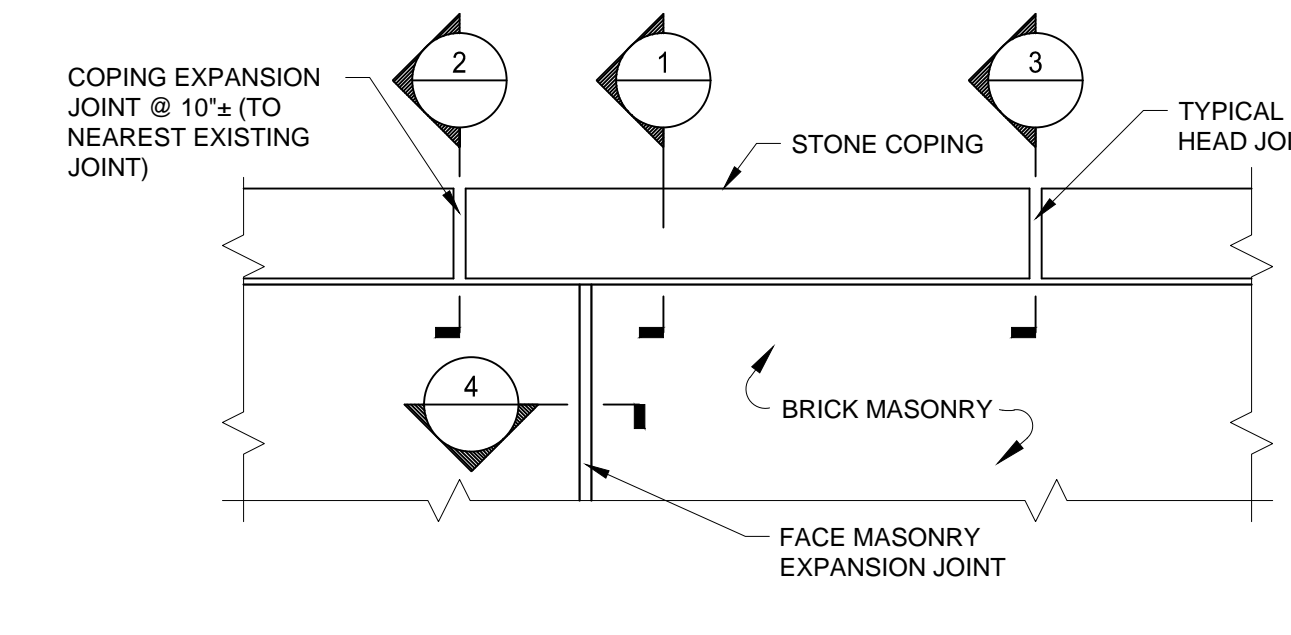 2
1
3
COPING EXPANSION
JOINT @ 10"± (TO
NEAREST EXISTING
JOINT)
STONE COPING
TYPICAL
HEAD
4
BRICK MASONRY
FACE MASONRY
EXPANSION JOINT